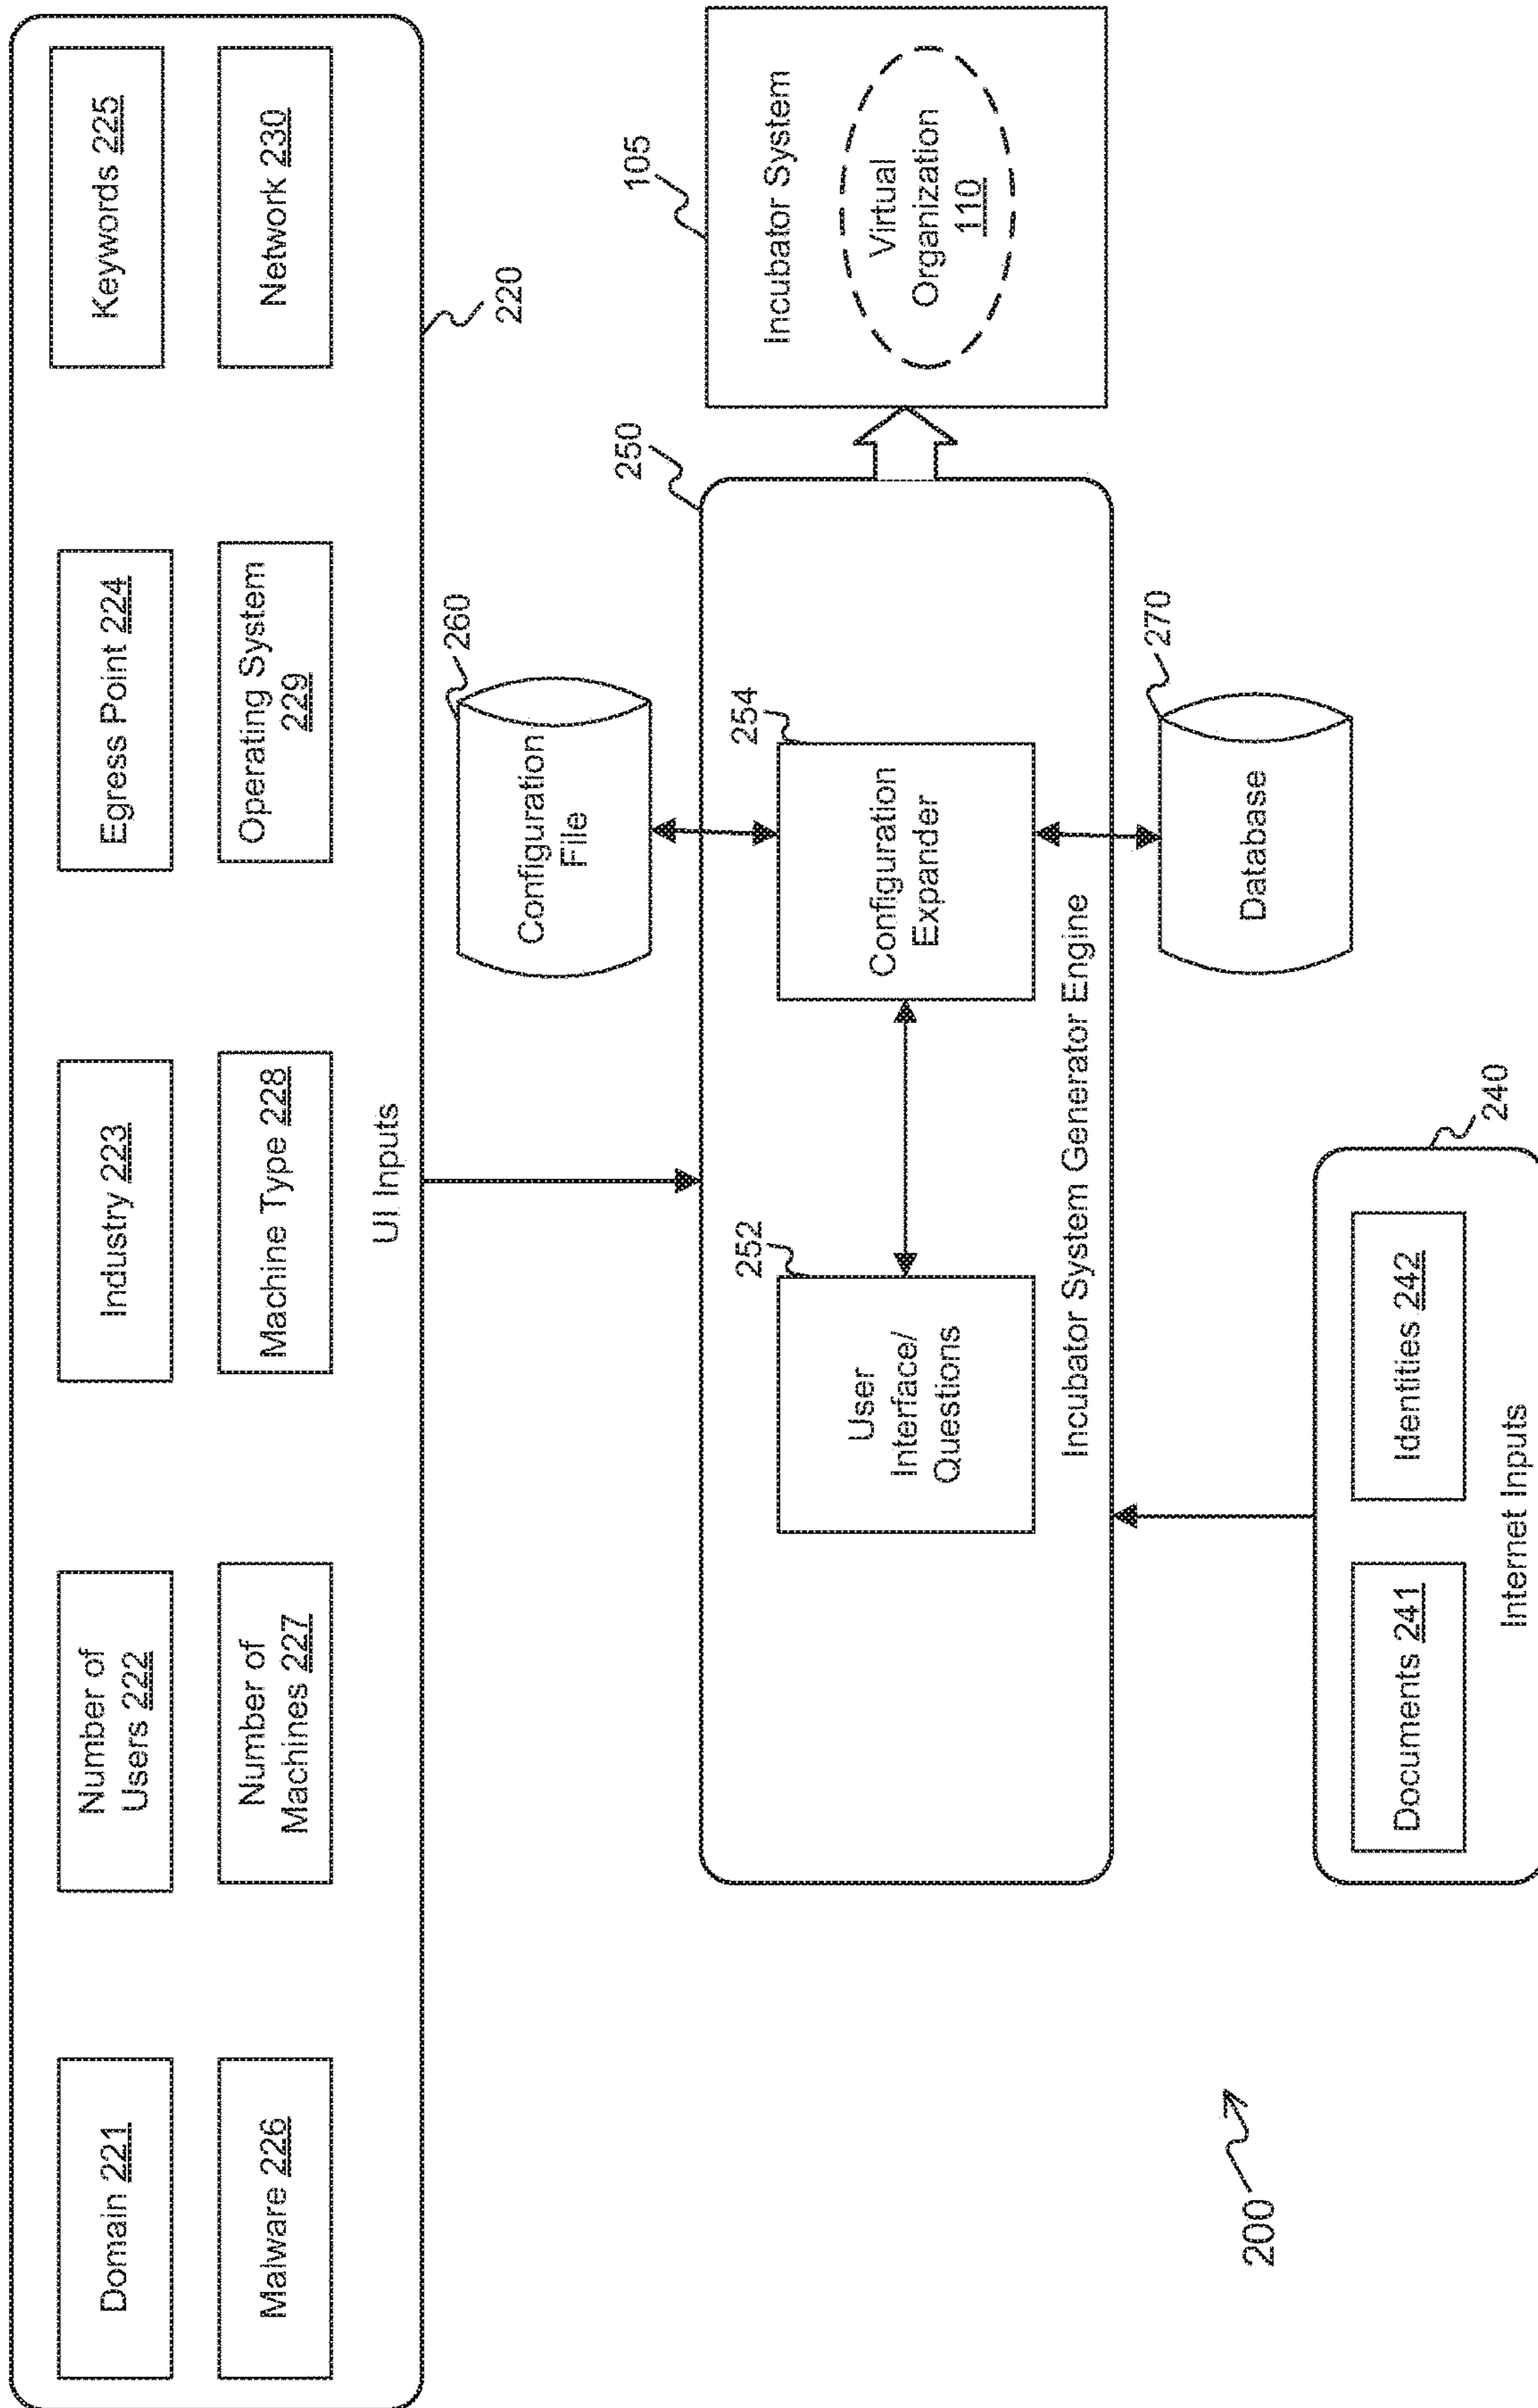 Domain 221
Number of
Users 222
Industry 223
Egress Point 224
Keywords 225
Malware 226
Number of
Machines 227
Machine Type 228
Operating System
229
Network 230
UI Inputs
220
260
Configuration
File
250
105
252
User
Interface/
Questions
254
Configuration
Expander
Incubator System Generator Engine
Incubator System
Virtual
Organization
110
270
Database
240
Documents 241
Identities 242
Internet Inputs
200